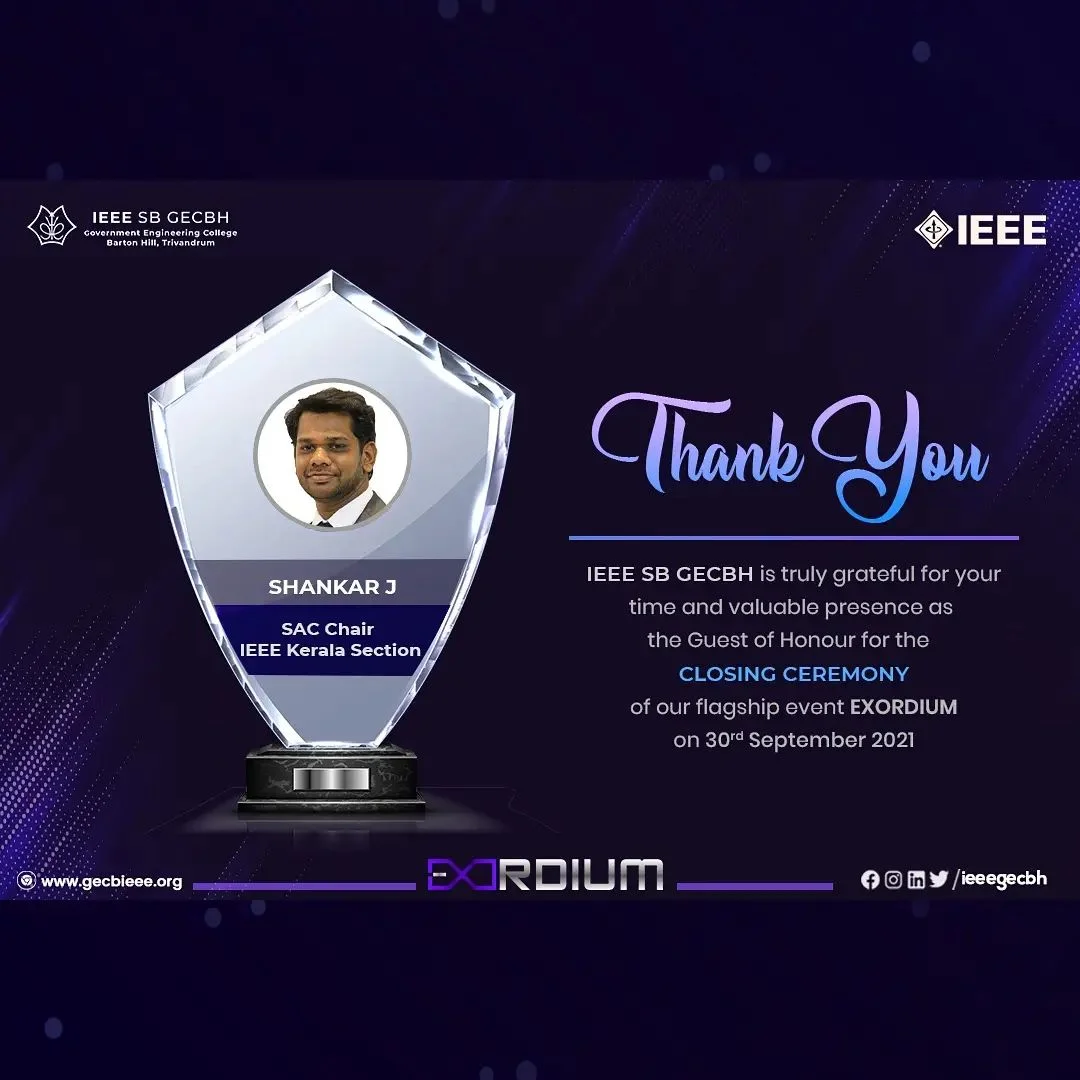 IEEE SB GECBH
Government Engineering College
Barton Hill, Trivandrum
IEEE
SHANKAR J
SAC Chair
IEEE Kerala Section
Thank You
IEEE SB GECBH is truly grateful for your
time and valuable presence as
the Guest of Honour for the
CLOSING CEREMONY
of our flagship event EXORDIUM
on 30rd September 2021
www.gecbieee.org
EXORDIUM
/ieeegecbh